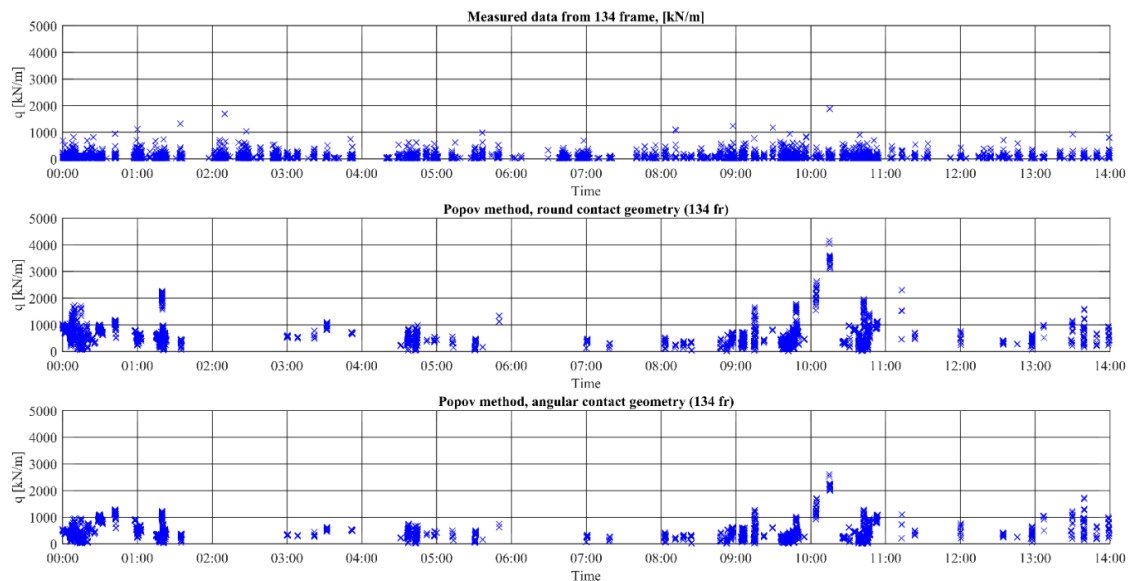 Measured data from 134 frame, [kN/m]
5000
4000
3000
2000
1000
0
q [kN/m]
00:00 01:00 02:00 03:00 04:00 05:00 06:00 07:00 08:00 09:00 10:00 11:00 12:00 13:00 14:00
Time
Popov method, round contact geometry (134 fr)
5000
4000
3000
2000
1000
0
q [kN/m]
00:00 01:00 02:00 03:00 04:00 05:00 06:00 07:00 08:00 09:00 10:00 11:00 12:00 13:00 14:00
Time
Popov method, angular contact geometry (134 fr)
5000
4000
3000
2000
1000
0
q [kN/m]
00:00 01:00 02:00 03:00 04:00 05:00 06:00 07:00 08:00 09:00 10:00 11:00 12:00 13:00 14:00
Time